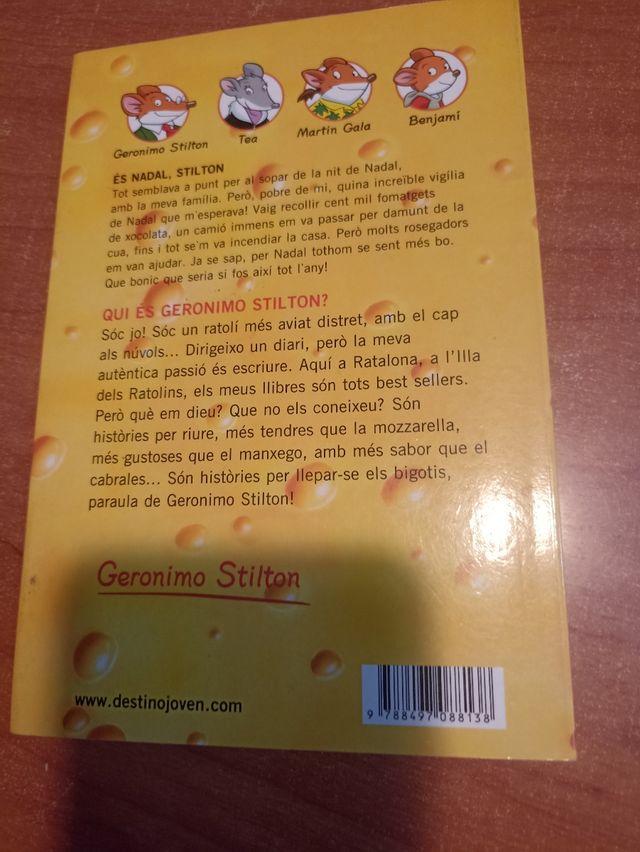 Geronimo Stilton
Tea
Martin Gala
Benjamí
ÉS NADAL, STILTON
Tot semblava a punt per al sopar de la nit de Nadal,
amb la meva família. Però, pobre de mi, quina increïble vigília
de Nadal que m'esperava! Vaig recollir cent mil fomatgets
de xocolata, un camió immens em va passar per damunt de la
cua, fins i tot se'm va incendiar la casa. Però molts rosegadors
em van ajudar. Ja se sap, per Nadal tothom se sent més bo.
Que bonic que seria si fos així tot l'any!
QUI ÉS GERONIMO STILTON?
Sóc jo! Sóc un ratolí més aviat distret, amb el cap
als núvols... Dirigeixo un diari, però la meva
autèntica passió és escriure. Aquí a Ratalona, a l'Illa
dels Ratolins, els meus llibres són tots best sellers.
Però què em dieu? Que no els coneixeu? Són
històries per riure, més tendres que la mozzarella,
més gustoses que el manxego, amb més sabor que el
cabrales... Són històries per llepar-se els bigotis,
paraula de Geronimo Stilton!
Geronimo Stilton
www.destinojoven.com
9 788497 088138